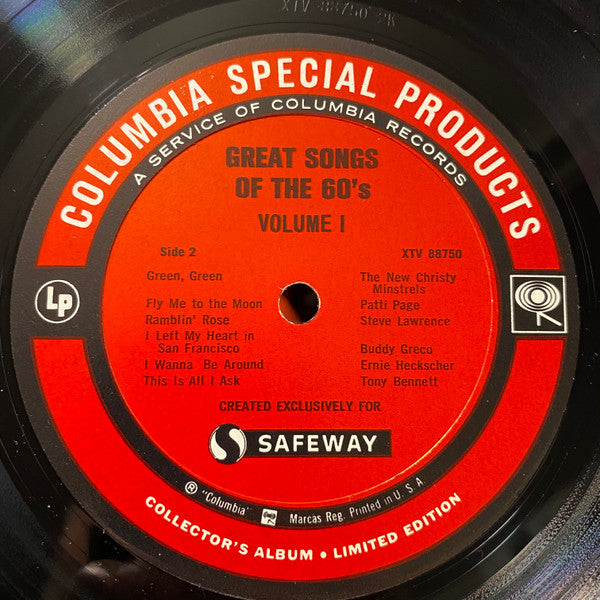 XTV 88750 2K
COLUMBIA SPECIAL PRODUCTS
A SERVICE OF COLUMBIA RECORDS
GREAT SONGS
OF THE 60's
VOLUME I
Side 2 XTV 88750
Green, Green The New Christy
Minstrels
Fly Me to the Moon Patti Page
Ramblin' Rose Steve Lawrence
I Left My Heart in
San Francisco Buddy Greco
I Wanna Be Around Ernie Heckscher
This Is All I Ask Tony Bennett
CREATED EXCLUSIVELY FOR
SAFEWAY
Lp
® "Columbia" Marcas Reg. Printed in U. S. A
COLLECTOR'S ALBUM • LIMITED EDITION